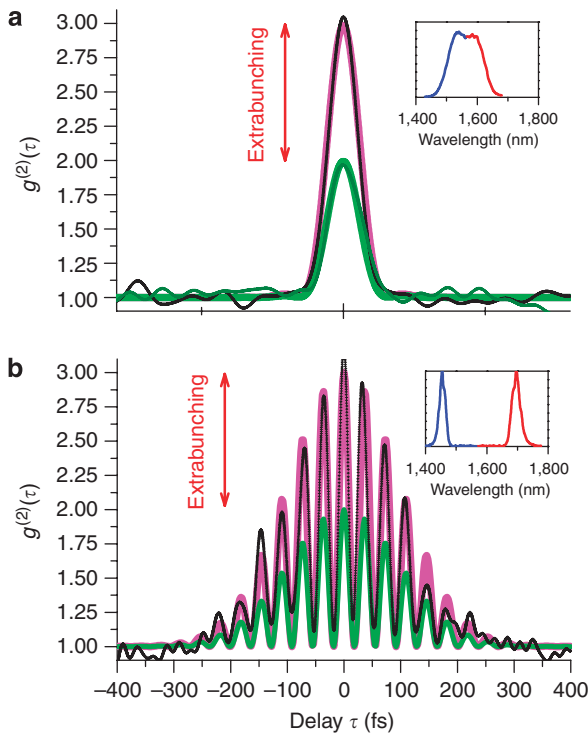 a
3.00
2.75
2.50
2.25
2.00
1.75
1.50
1.25
1.00
g(2)(τ)
Extrabunching
1,400 1,600 1,800
Wavelength (nm)
−250 0 250
b
3.00
2.75
2.50
2.25
2.00
1.75
1.50
1.25
1.00
g(2)(τ)
Extrabunching
1,400 1,600 1,800
Wavelength (nm)
−400 −300 −200 −100 0 100 200 300 400
Delay τ (fs)